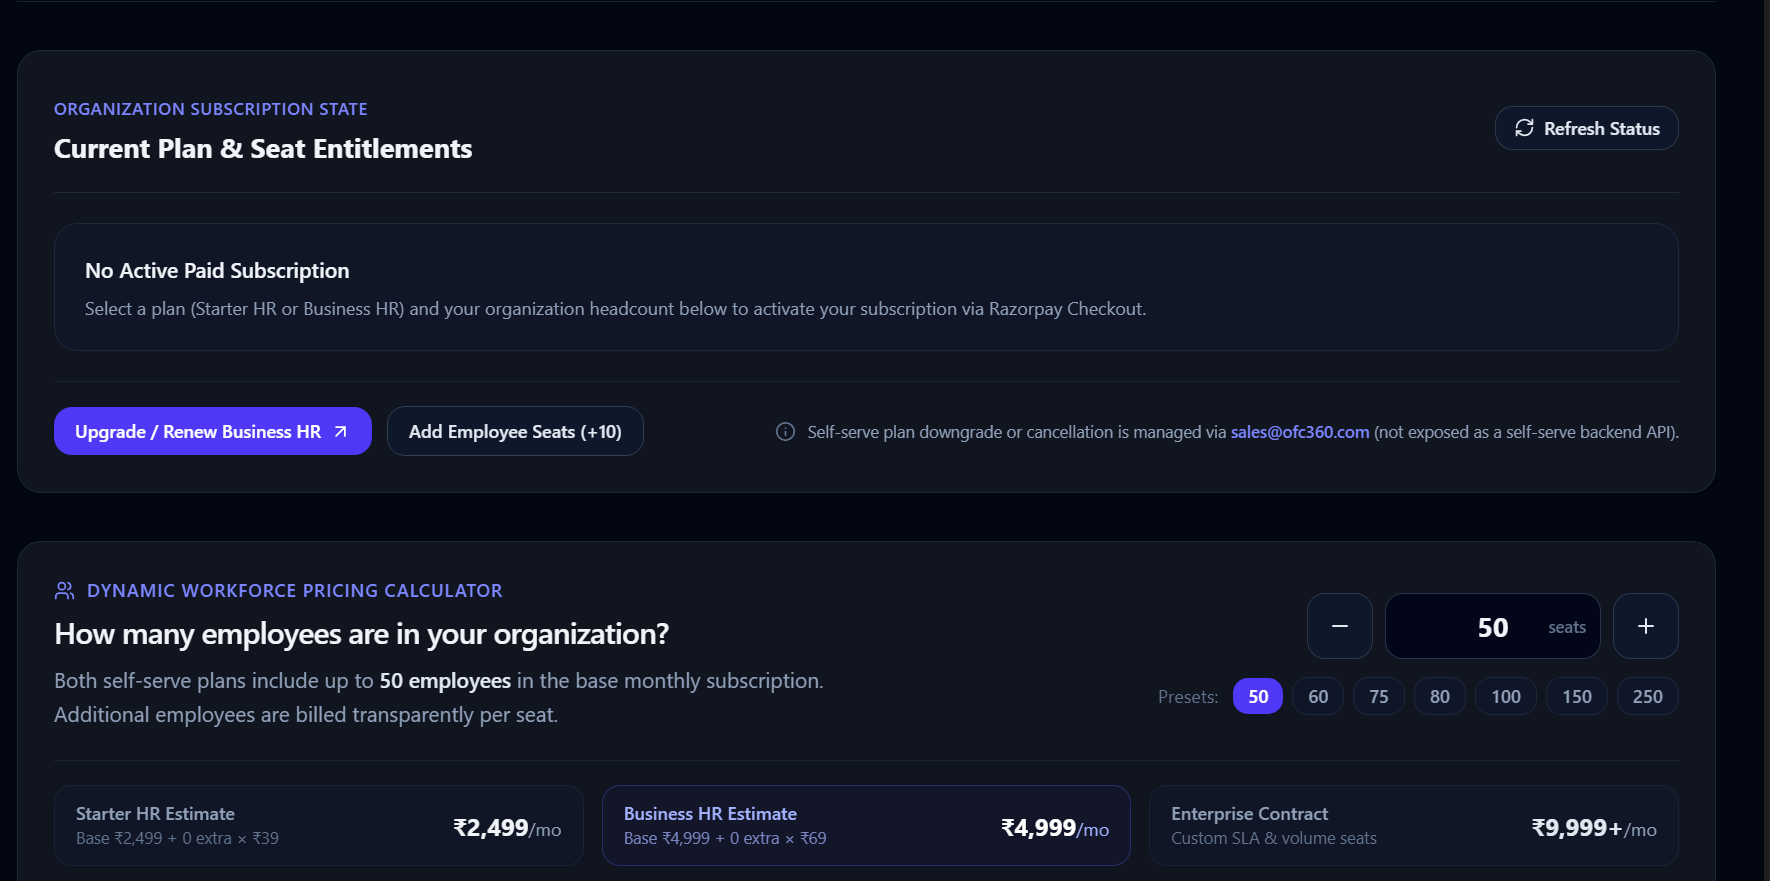 ORGANIZATION SUBSCRIPTION STATE
Current Plan & Seat Entitlements
Refresh Status
No Active Paid Subscription
Select a plan (Starter HR or Business HR) and your organization headcount below to activate your subscription via Razorpay Checkout.
Upgrade / Renew Business HR
Add Employee Seats (+10)
Self-serve plan downgrade or cancellation is managed via sales@ofc360.com (not exposed as a self-serve backend API).
DYNAMIC WORKFORCE PRICING CALCULATOR
How many employees are in your organization?
Both self-serve plans include up to 50 employees in the base monthly subscription.
Additional employees are billed transparently per seat.
− 50 seats +
Presets: 50 60 75 80 100 150 250
Starter HR Estimate
Base ₹2,499 + 0 extra × ₹39
₹2,499/mo
Business HR Estimate
Base ₹4,999 + 0 extra × ₹69
₹4,999/mo
Enterprise Contract
Custom SLA & volume seats
₹9,999+/mo